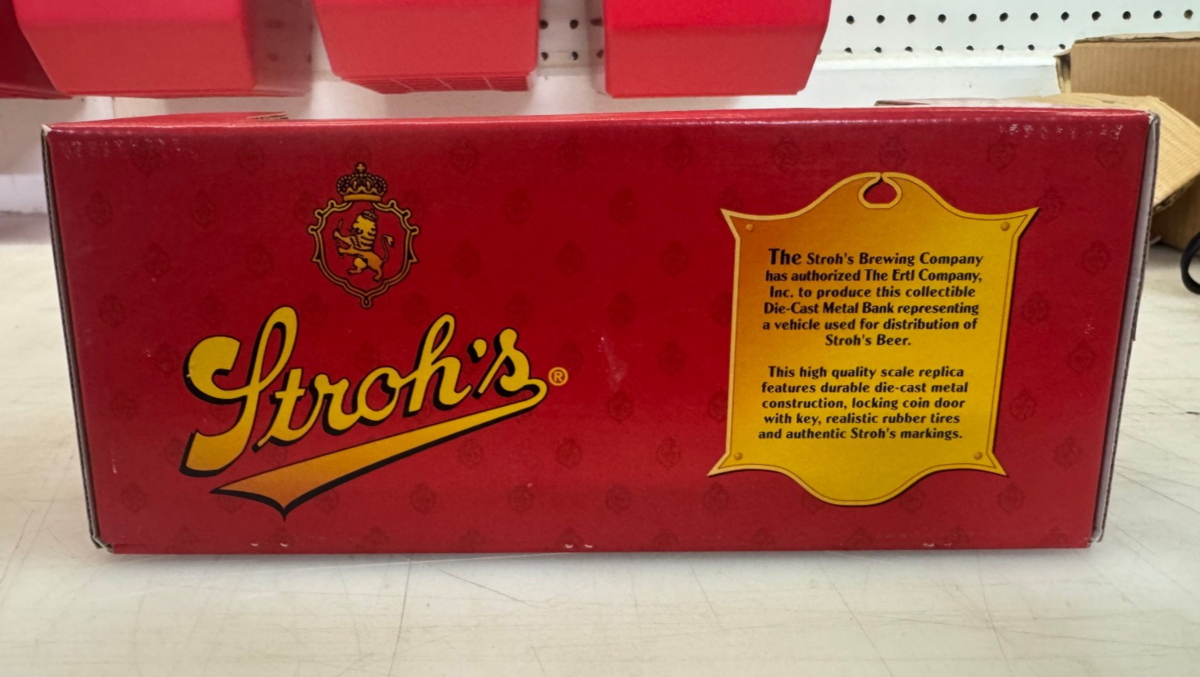 Stroh's®
The Stroh's Brewing Company
has authorized The Ertl Company,
Inc. to produce this collectible
Die-Cast Metal Bank representing
a vehicle used for distribution of
Stroh's Beer.
This high quality scale replica
features durable die-cast metal
construction, locking coin door
with key, realistic rubber tires
and authentic Stroh's markings.